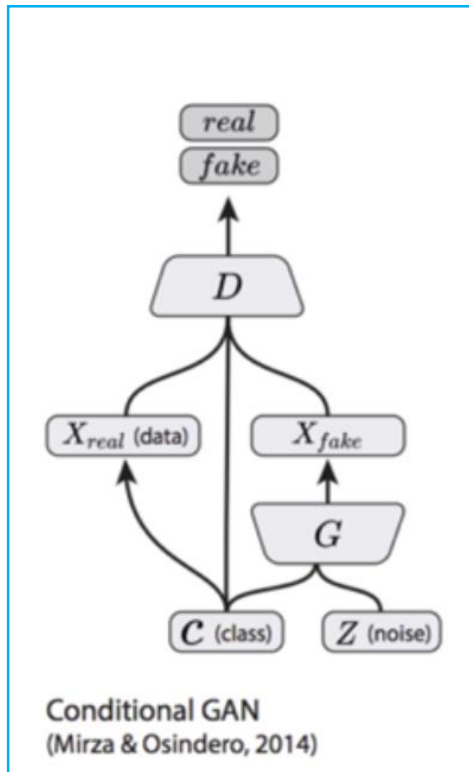 real
fake
D
X_real (data)
X_fake
G
C (class)
Z (noise)
Conditional GAN
(Mirza & Osindero, 2014)